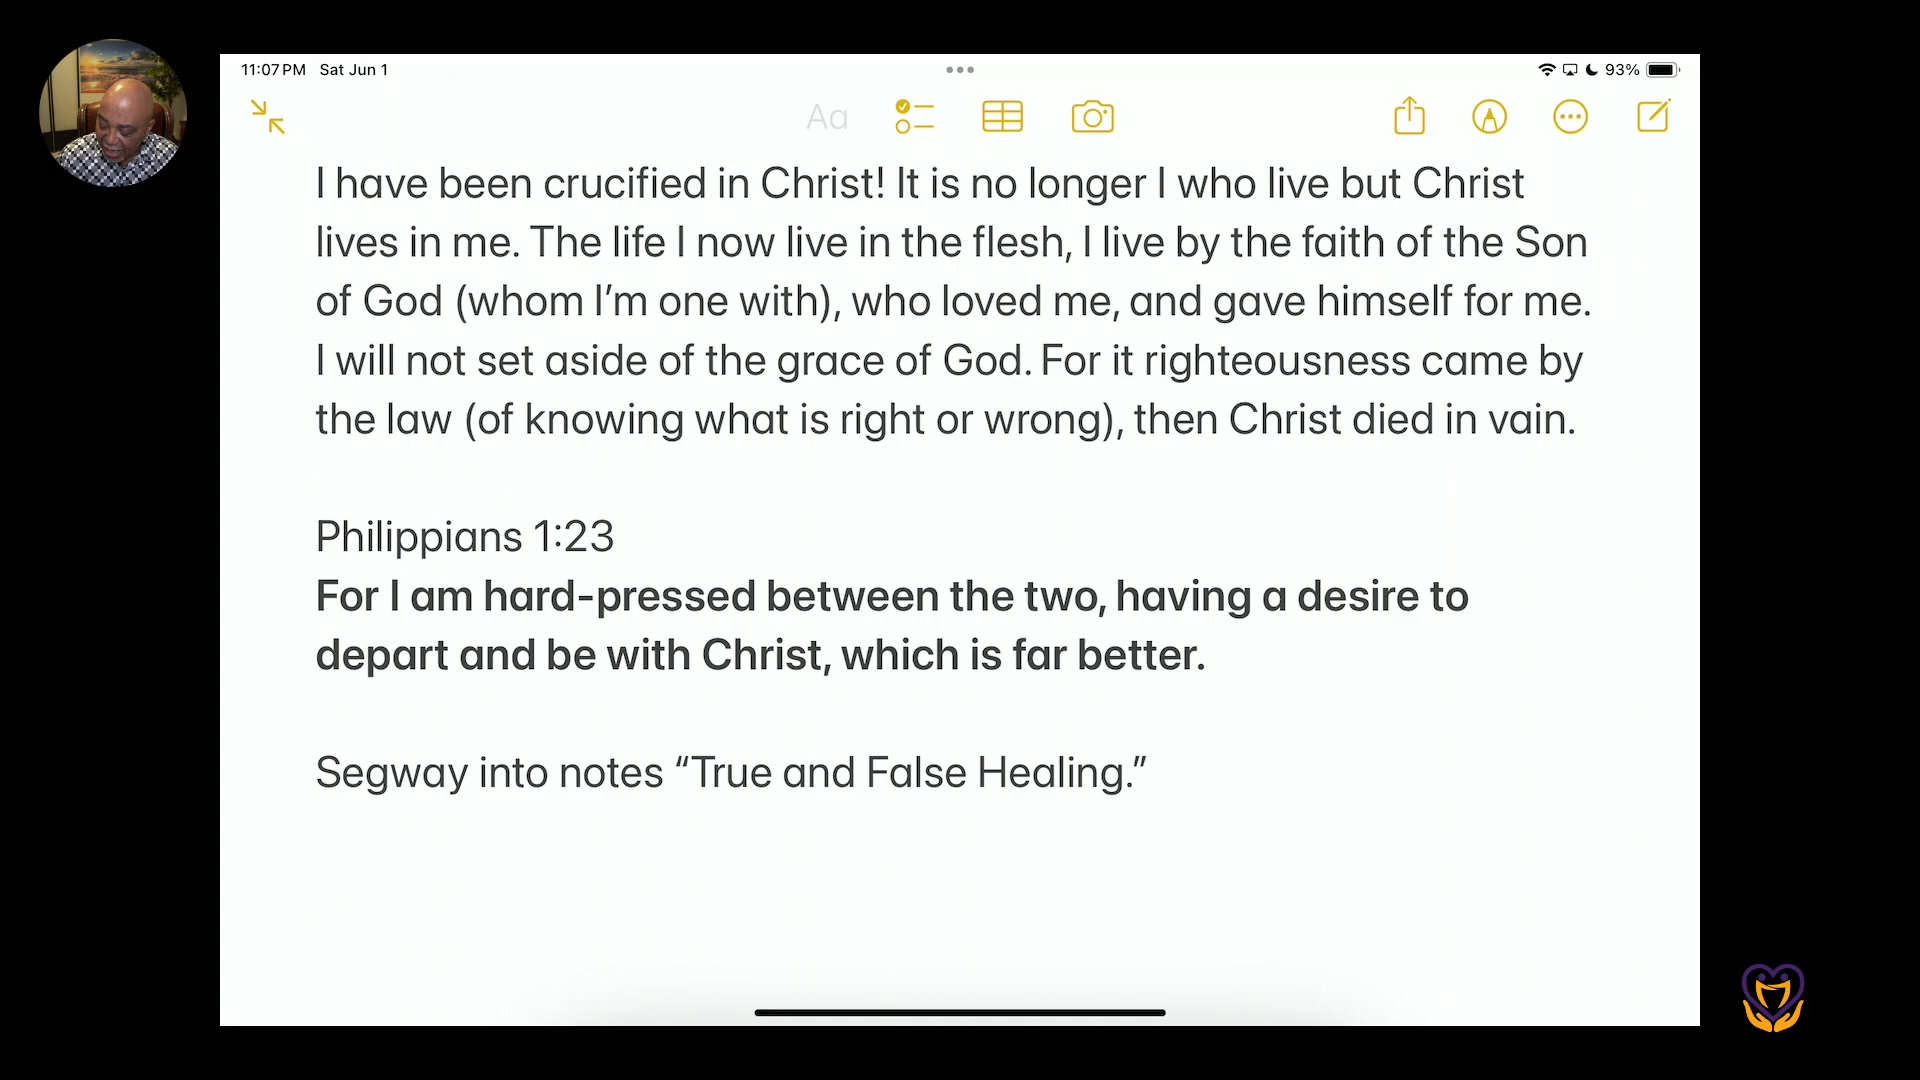 11:07 PM Sat Jun 1
93%
Aa
I have been crucified in Christ! It is no longer I who live but Christ
lives in me. The life I now live in the flesh, I live by the faith of the Son
of God (whom I’m one with), who loved me, and gave himself for me.
I will not set aside of the grace of God. For it righteousness came by
the law (of knowing what is right or wrong), then Christ died in vain.
Philippians 1:23
For I am hard-pressed between the two, having a desire to
depart and be with Christ, which is far better.
Segway into notes “True and False Healing.”